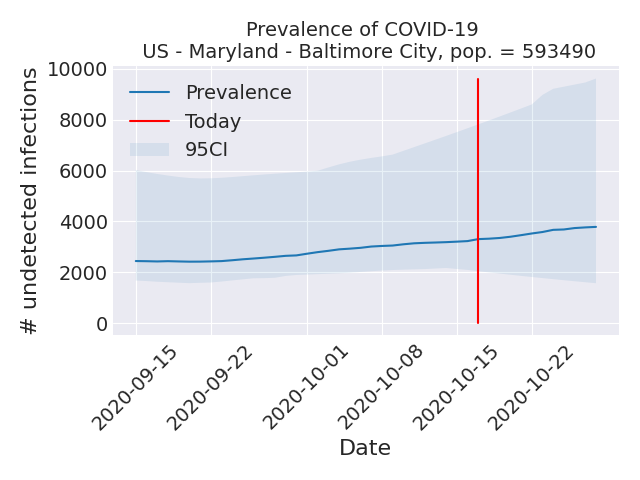 Prevalence of COVID-19
US - Maryland - Baltimore City, pop. = 593490
10000
8000
6000
4000
2000
0
# undetected infections
Prevalence
Today
95CI
2020-09-15
2020-09-22
2020-10-01
2020-10-08
2020-10-15
2020-10-22
Date